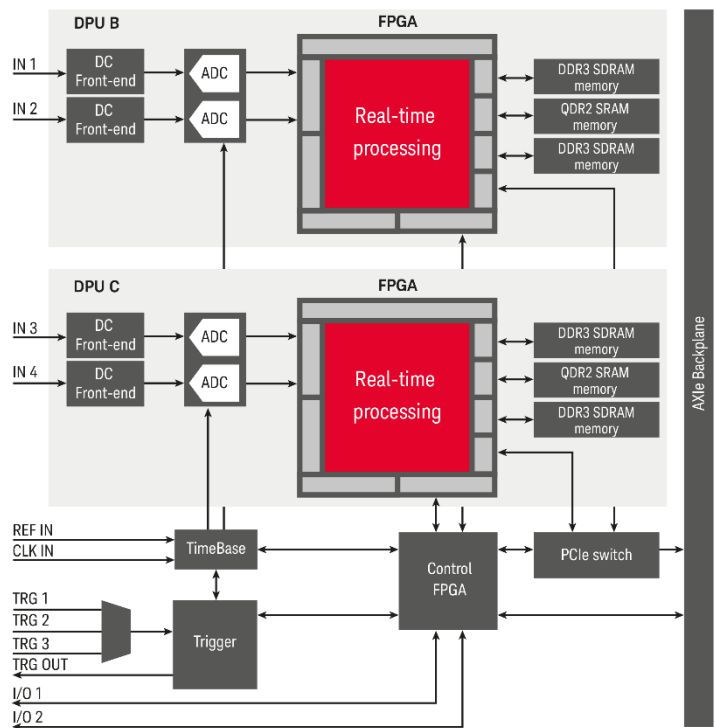 DPU B
FPGA
IN 1
DC
Front-end
ADC
IN 2
DC
Front-end
ADC
Real-time
processing
DDR3 SDRAM
memory
QDR2 SRAM
memory
DDR3 SDRAM
memory
DPU C
FPGA
IN 3
DC
Front-end
ADC
IN 4
DC
Front-end
ADC
Real-time
processing
DDR3 SDRAM
memory
QDR2 SRAM
memory
DDR3 SDRAM
memory
AXIe Backplane
REF IN
CLK IN
TimeBase
Control
FPGA
PCIe switch
TRG 1
TRG 2
TRG 3
TRG OUT
Trigger
I/O 1
I/O 2